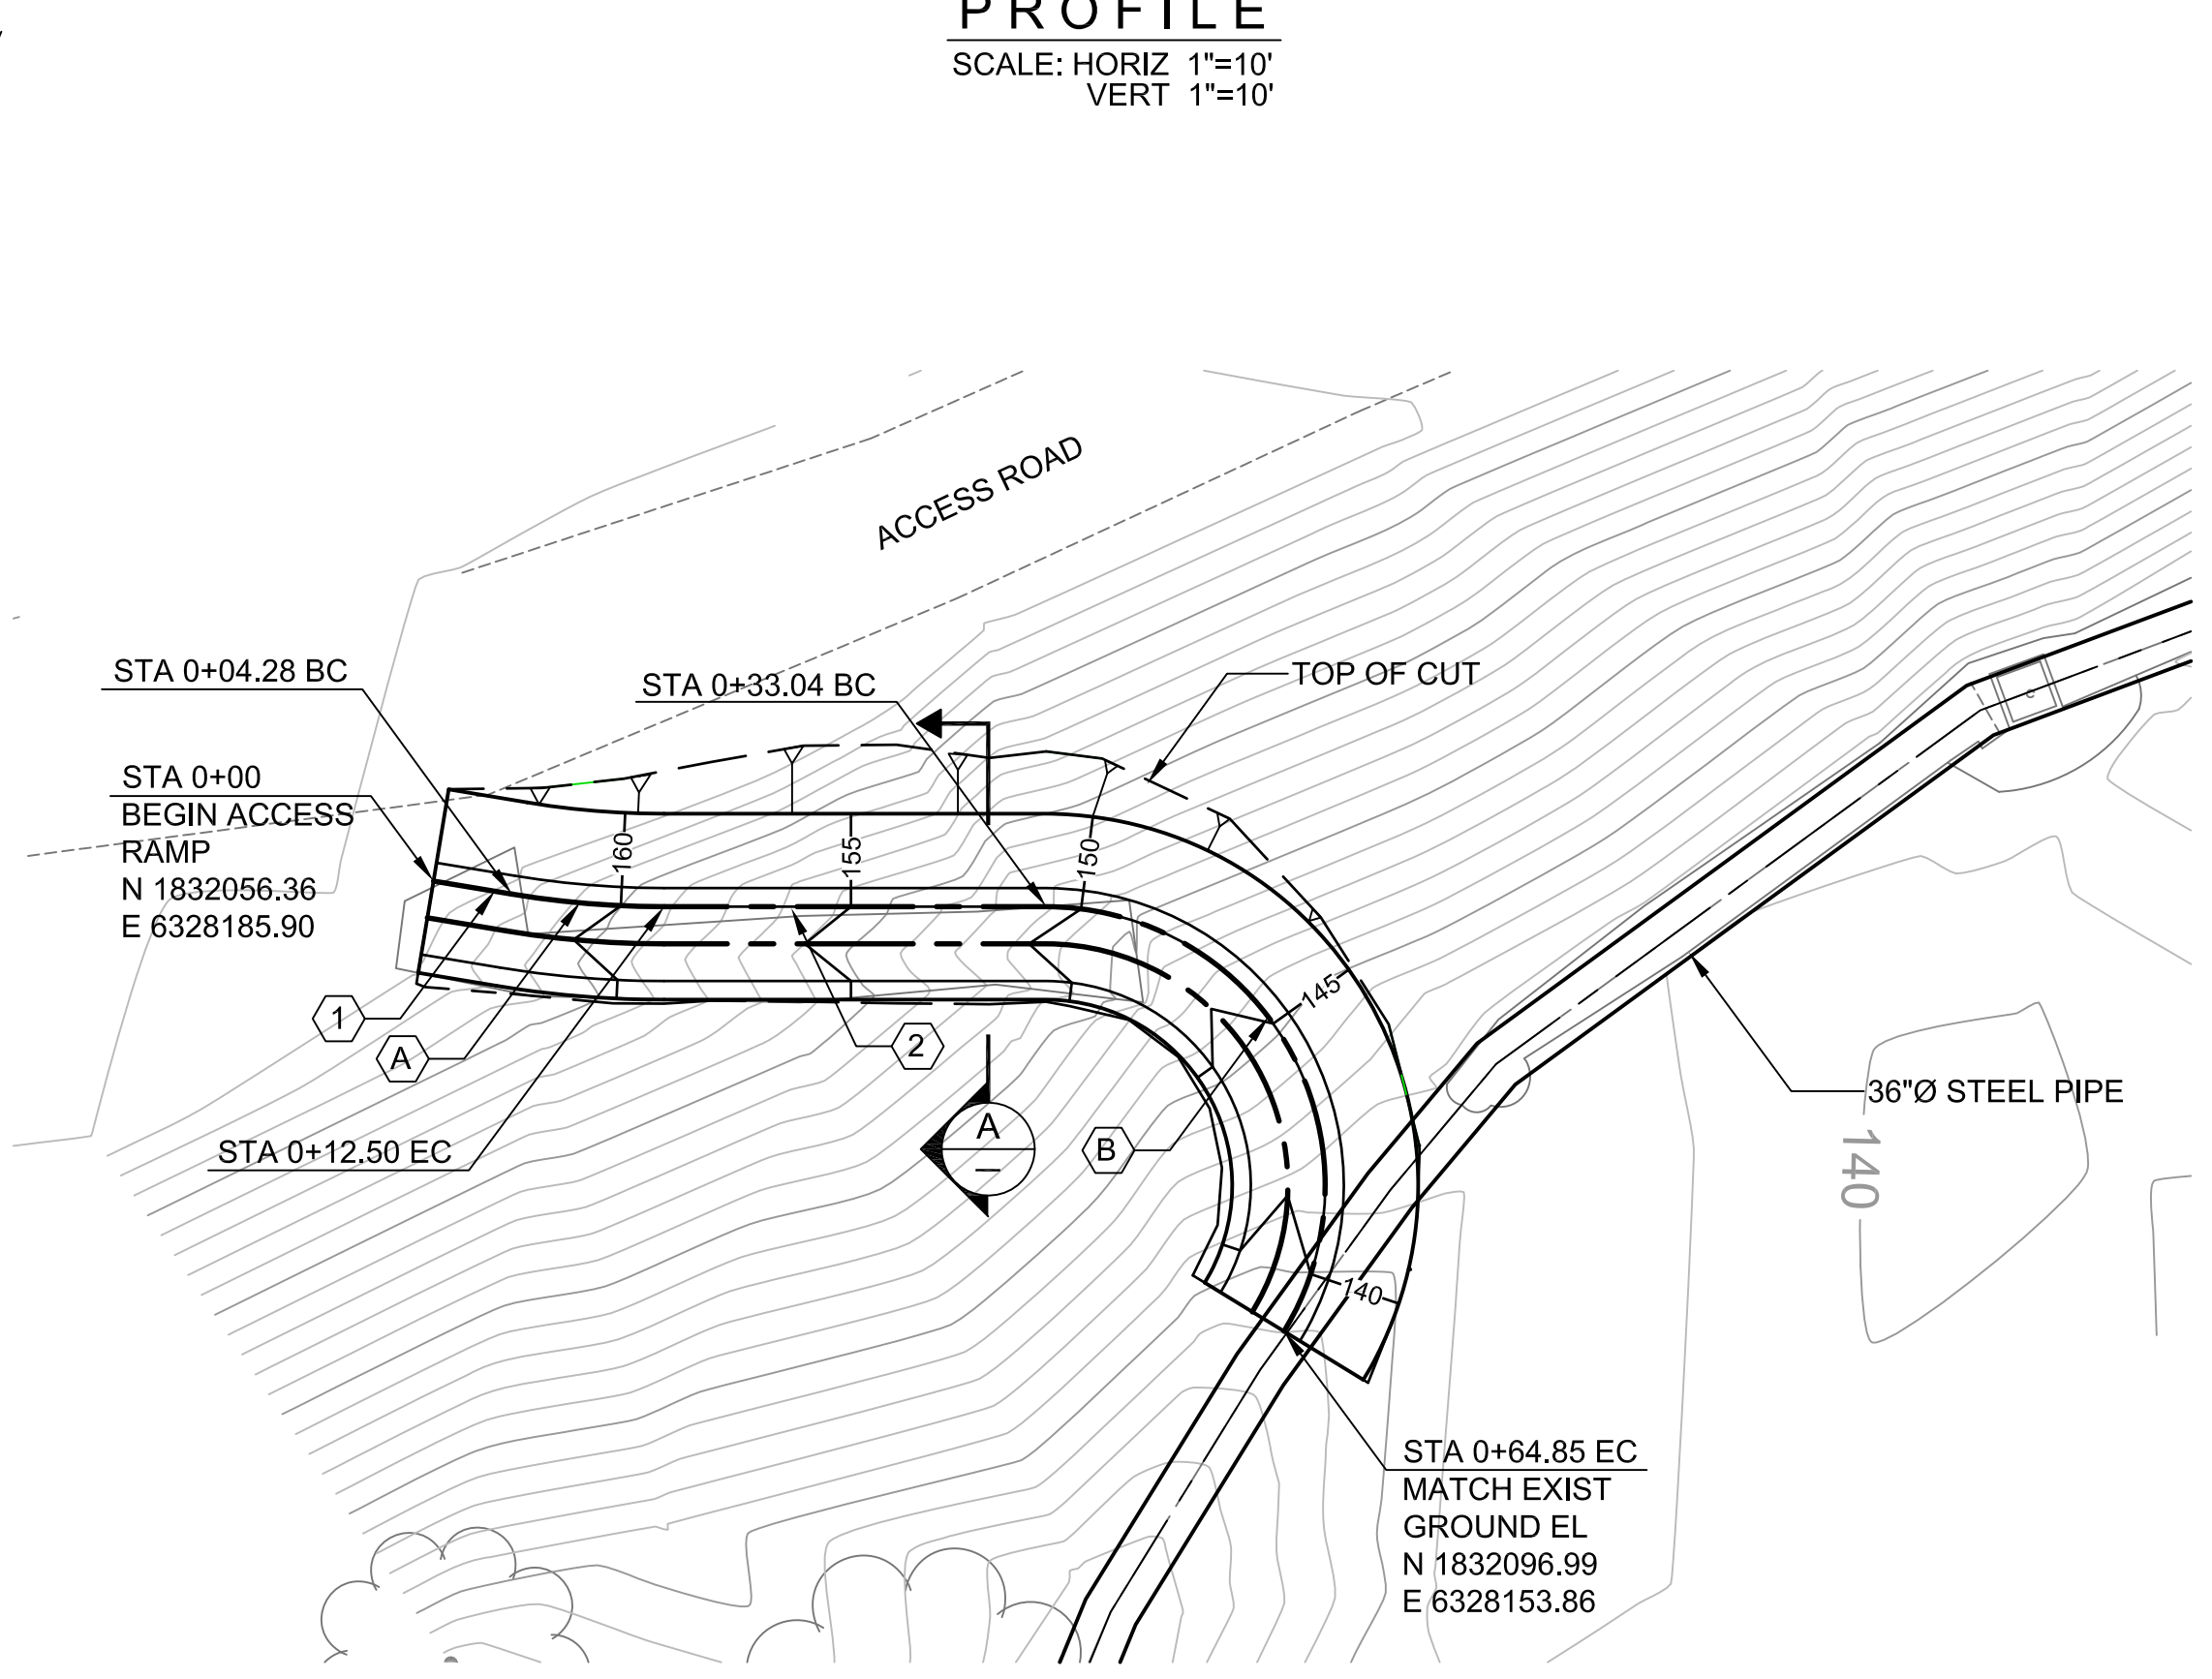 PROFILE
SCALE: HORIZ 1"=10'
VERT 1"=10'
ACCESS ROAD
STA 0+04.28 BC
STA 0+33.04 BC
TOP OF CUT
STA 0+00
BEGIN ACCESS
RAMP
N 1832056.36
E 6328185.90
160
155
150
145
140
1
A
2
A
B
STA 0+12.50 EC
36"Ø STEEL PIPE
140
STA 0+64.85 EC
MATCH EXIST
GROUND EL
N 1832096.99
E 6328153.86